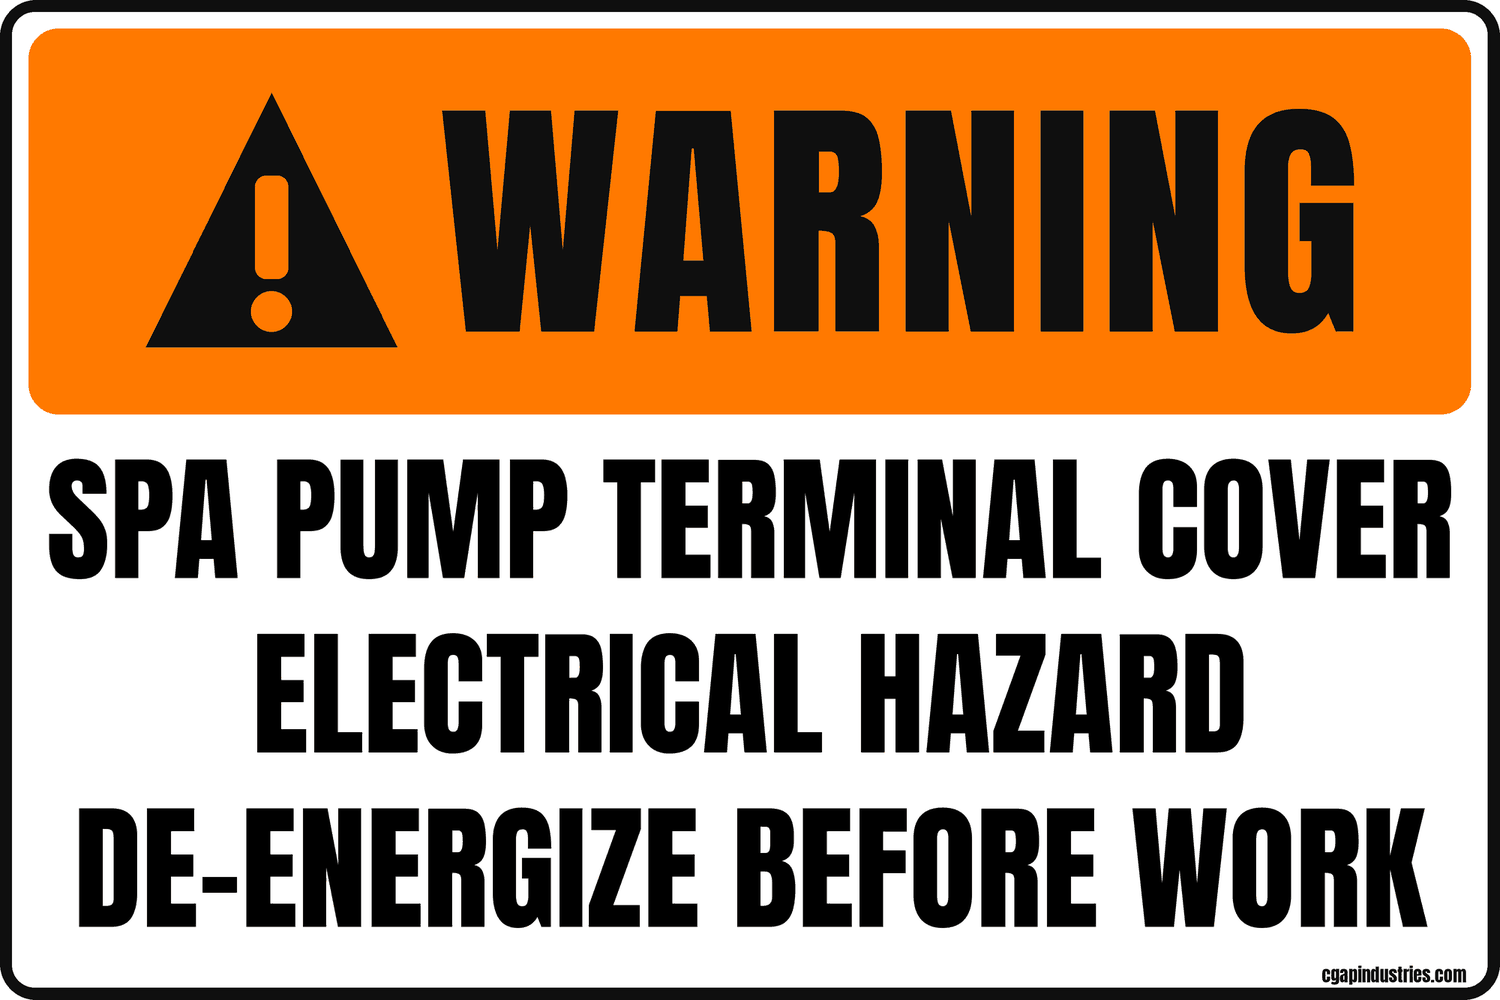 WARNING
SPA PUMP TERMINAL COVER
ELECTRICAL HAZARD
DE-ENERGIZE BEFORE WORK
cgapindustries.com